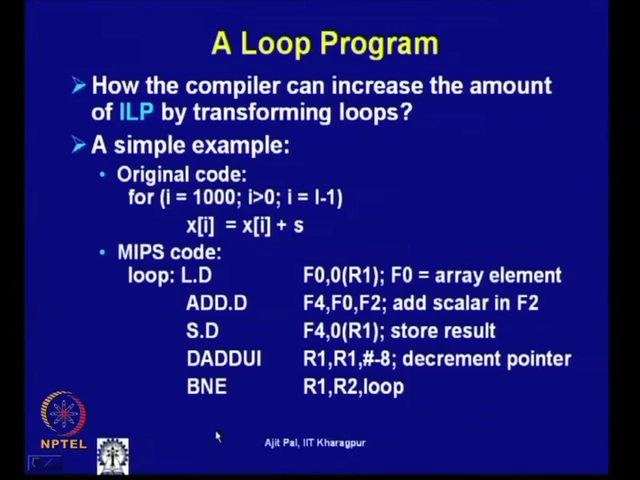 A Loop Program
How the compiler can increase the amount
of ILP by transforming loops?
A simple example:
Original code:
for (i = 1000; i>0; i = I-1)
x[i] = x[i] + s
MIPS code:
loop: L.D F0,0(R1); F0 = array element
ADD.D F4,F0,F2; add scalar in F2
S.D F4,0(R1); store result
DADDUI R1,R1,#-8; decrement pointer
BNE R1,R2,loop
NPTEL
Ajit Pal, IIT Kharagpur